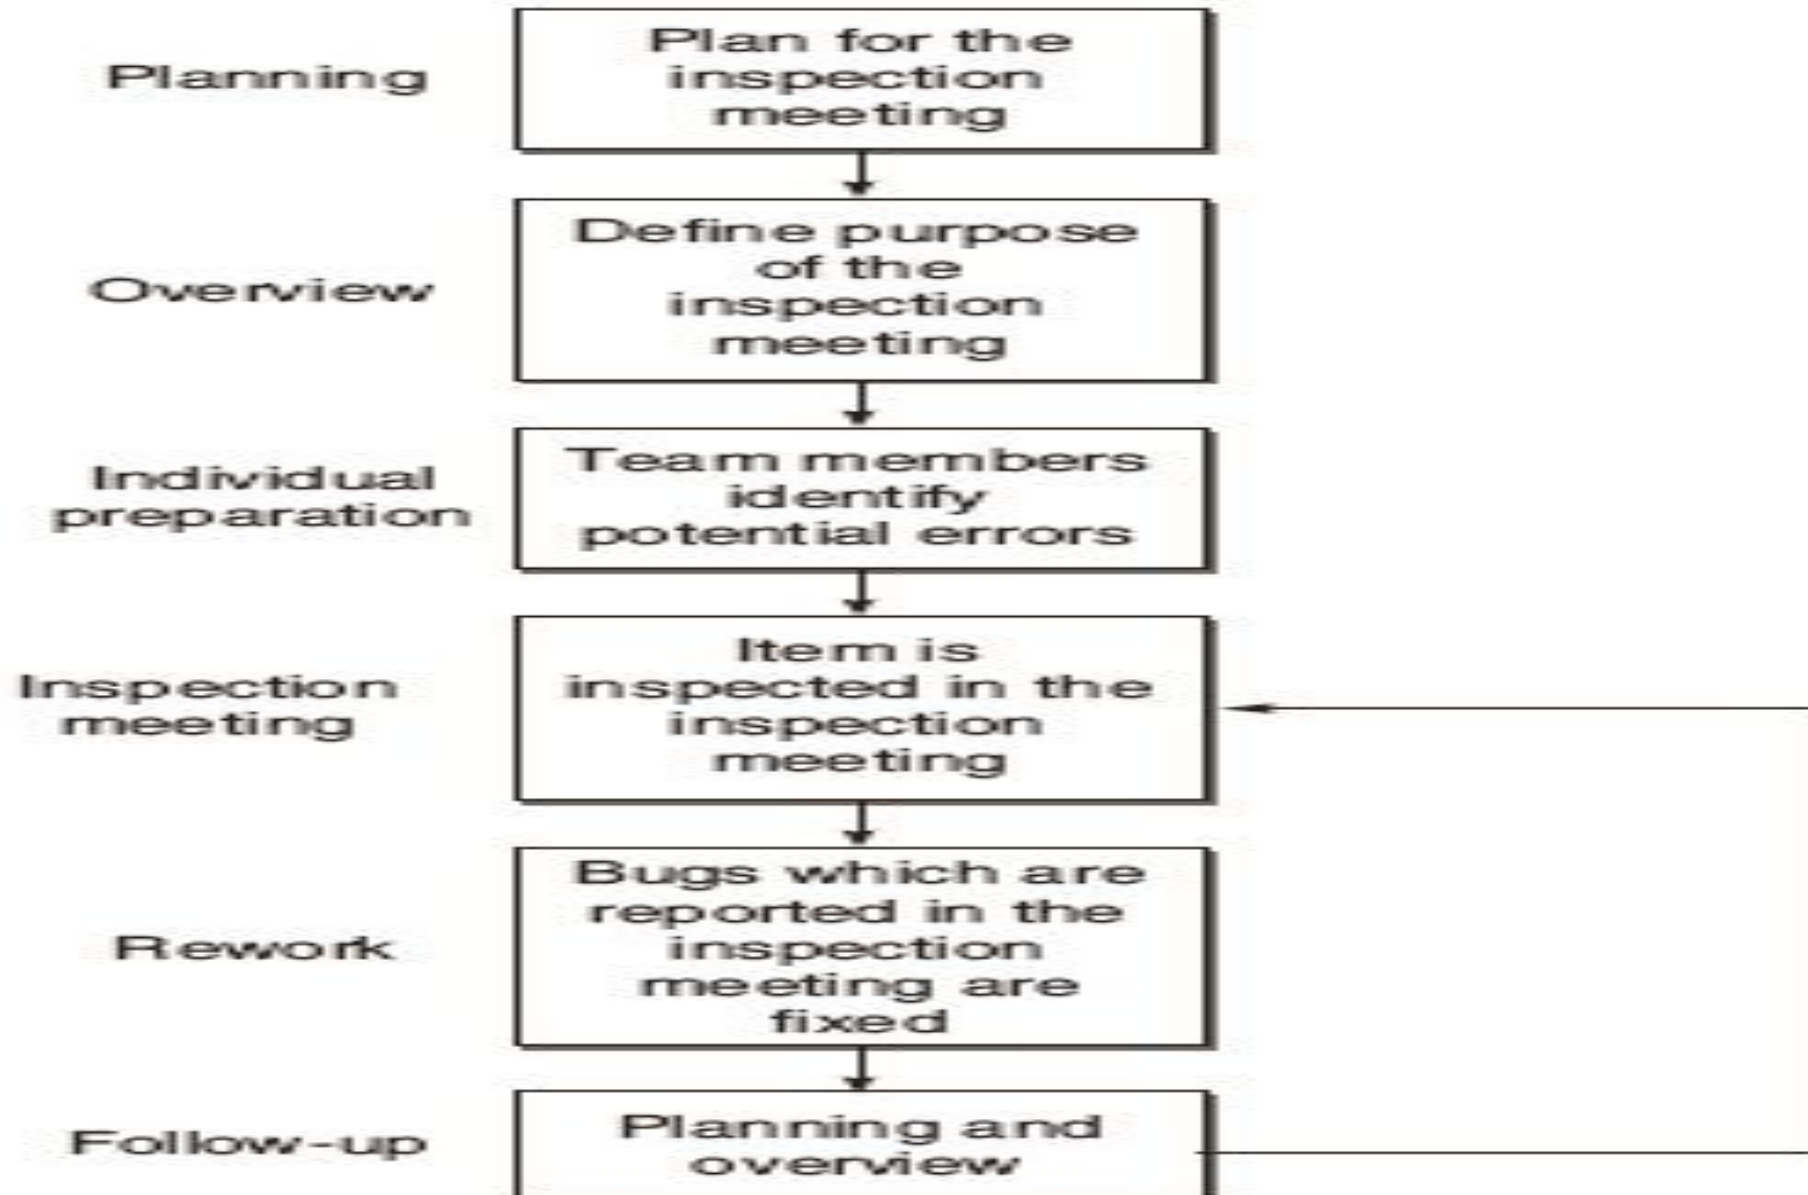 Planning
Plan for the
inspection
meeting
Overview
Define purpose
of the
inspection
meeting
Individual
preparation
Team members
identify
potential errors
Inspection
meeting
Item is
inspected in the
inspection
meeting
Rework
Bugs which are
reported in the
inspection
meeting are
fixed
Follow-up
Planning and
overview